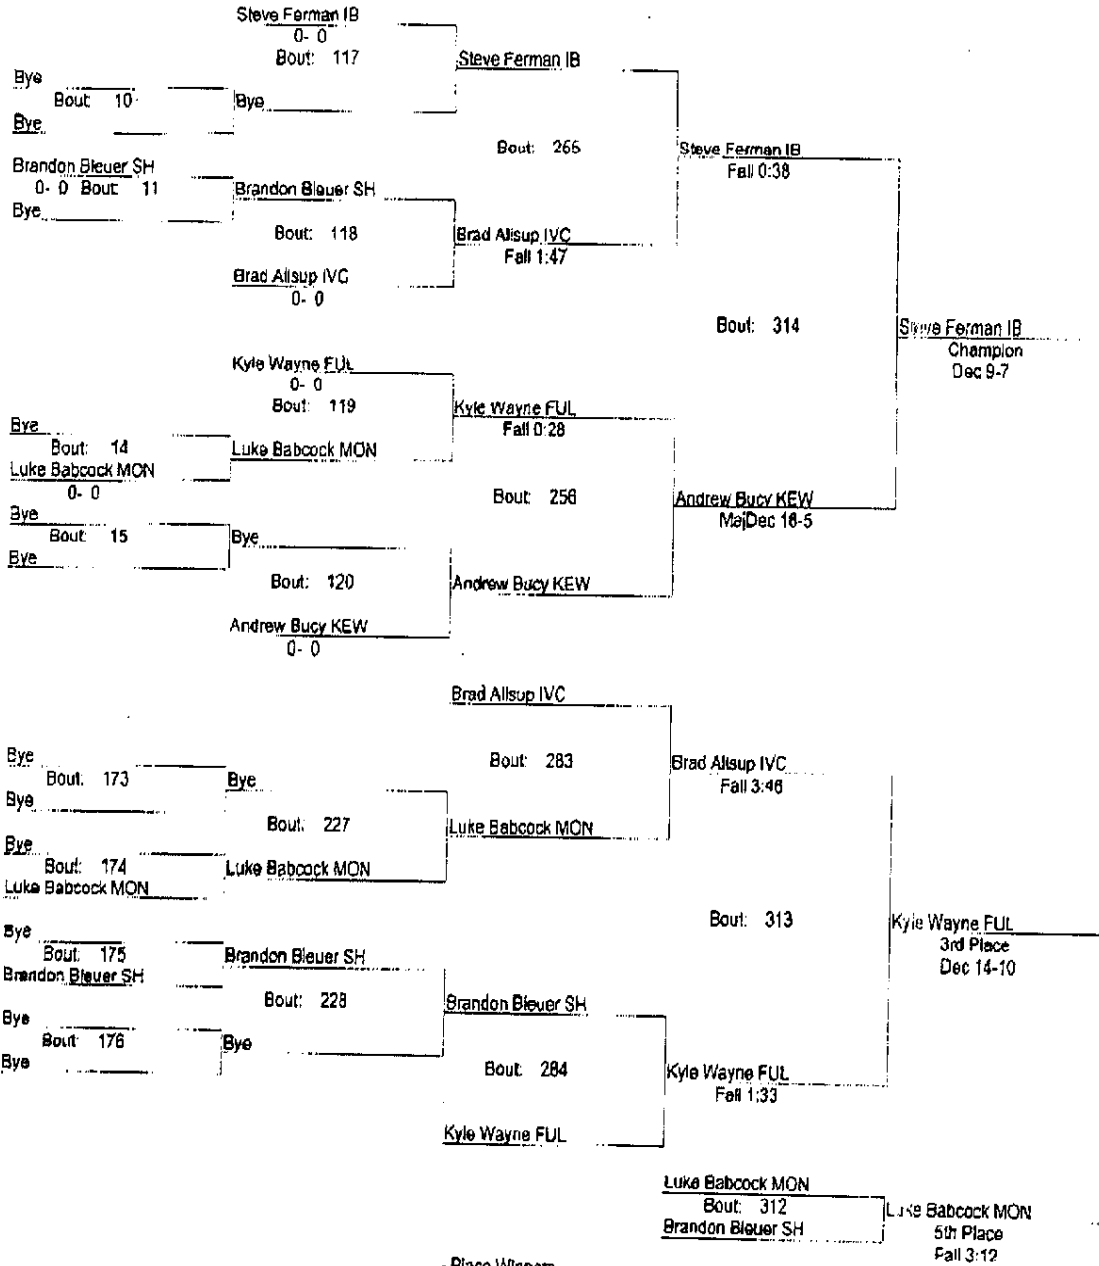 Steve Ferman IB
0- 0
Bout: 117
Steve Ferman IB
Bye
Bout: 10
Bye
Bye
Bout: 265
Steve Ferman IB
Fall 0:38
Brandon Bleuer SH
0- 0 Bout: 11
Brandon Bleuer SH
Bye
Bout: 118
Brad Allsup IVC
Fall 1:47
Brad Allsup IVC
0- 0
Bout: 314
Steve Ferman IB
Champion
Dec 9-7
Kyle Wayne FUL
0- 0
Bout: 119
Kyle Wayne FUL
Fall 0:28
Bye
Bout: 14
Luke Babcock MON
Luke Babcock MON
0- 0
Bout: 256
Andrew Bucy KEW
MajDec 16-5
Bye
Bout: 15
Bye
Bye
Bout: 120
Andrew Bucy KEW
Andrew Bucy KEW
0- 0
Brad Allsup IVC
Bout: 283
Brad Allsup IVC
Fall 3:46
Bye
Bout: 173
Bye
Bye
Bout: 227
Luke Babcock MON
Bye
Bout: 174
Luke Babcock MON
Luke Babcock MON
Bout: 313
Kyle Wayne FUL
3rd Place
Dec 14-10
Bye
Bout: 175
Brandon Bleuer SH
Brandon Bleuer SH
Bout: 228
Brandon Bleuer SH
Bye
Bout: 176
Bye
Bye
Bout: 284
Kyle Wayne FUL
Fall 1:33
Kyle Wayne FUL
Luke Babcock MON
Bout: 312
Brandon Bleuer SH
Luke Babcock MON
5th Place
Fall 3:12
Place Winners